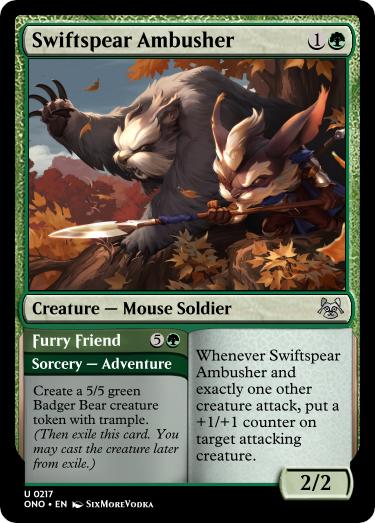 Swiftspear Ambusher 1
Creature — Mouse Soldier
Furry Friend 5
Sorcery — Adventure
Create a 5/5 green
Badger Bear creature
token with trample.
(Then exile this card. You
may cast the creature later
from exile.)
Whenever Swiftspear
Ambusher and
exactly one other
creature attack, put a
+1/+1 counter on
target attacking
creature.
2/2
U 0217
ONO • EN SixMoreVodka